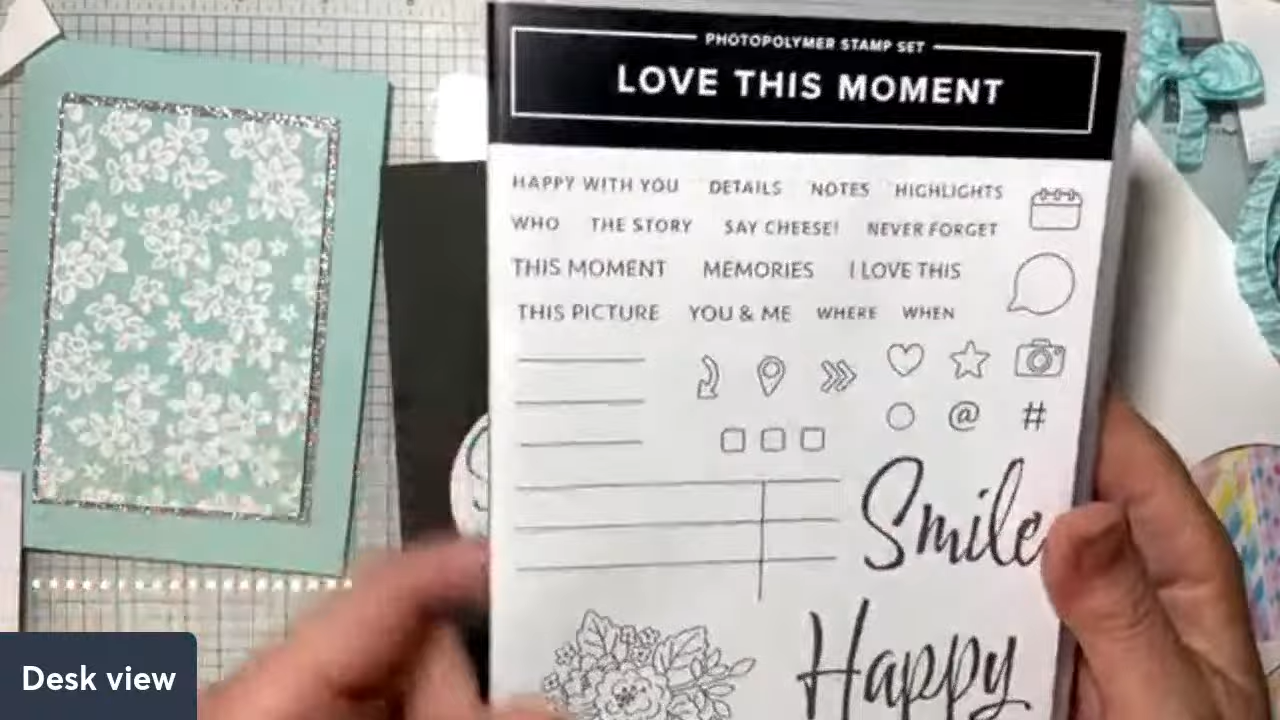 PHOTOPOLYMER STAMP SET
LOVE THIS MOMENT
HAPPY WITH YOU DETAILS NOTES HIGHLIGHTS
WHO THE STORY SAY CHEESE! NEVER FORGET
THIS MOMENT MEMORIES I LOVE THIS
THIS PICTURE YOU & ME WHERE WHEN
@ #
Smile
Happy
Desk view